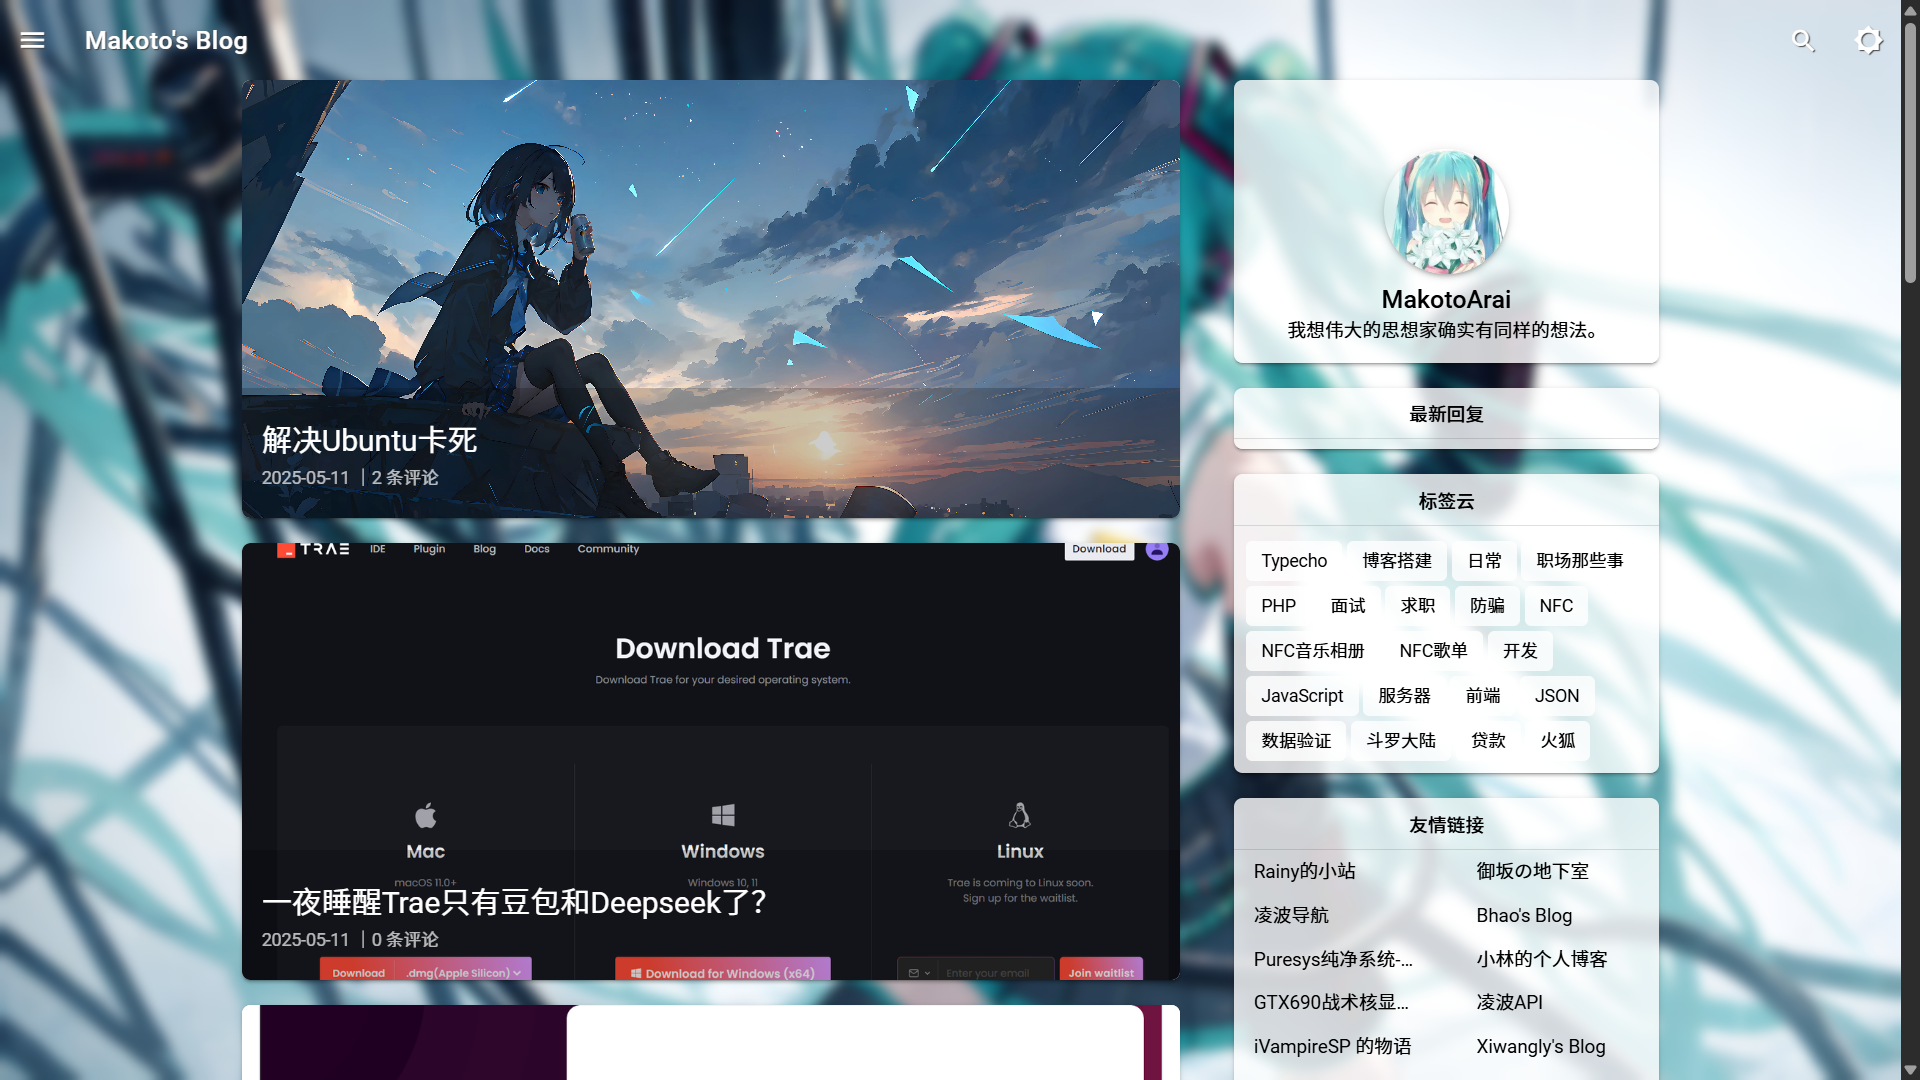 Makoto's Blog
解决Ubuntu卡死
2025-05-11 | 2 条评论
TRAE IDE Plugin Blog Docs Community Download
Download Trae
Download Trae for your desired operating system.
Mac Windows Linux
macOS 11.0+ Windows 10, 11 Trae is coming to Linux soon.
Sign up for the waitlist.
一夜睡醒Trae只有豆包和Deepseek了？
2025-05-11 | 0 条评论
Download .dmg(Apple Silicon) Download for Windows (x64) Enter your email Join waitlist
MakotoArai
我想伟大的思想家确实有同样的想法。
最新回复
标签云
Typecho 博客搭建 日常 职场那些事
PHP 面试 求职 防骗 NFC
NFC音乐相册 NFC歌单 开发
JavaScript 服务器 前端 JSON
数据验证 斗罗大陆 贷款 火狐
友情链接
Rainy的小站 御坂の地下室
凌波导航 Bhao's Blog
Puresys纯净系统-... 小林的个人博客
GTX690战术核显... 凌波API
iVampireSP 的物语 Xiwangly's Blog